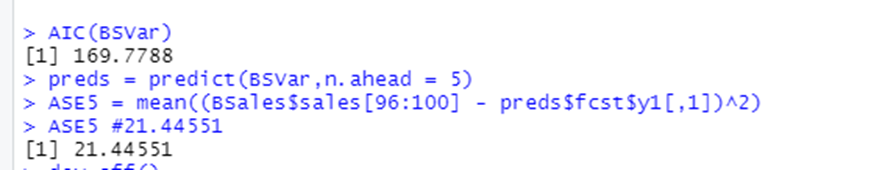 > AIC(BSVar)
[1] 169.7788
> preds = predict(BSVar,n.ahead = 5)
> ASE5 = mean((BSales$sales[96:100] - preds$fcst$y1[,1])^2)
> ASE5 #21.44551
[1] 21.44551